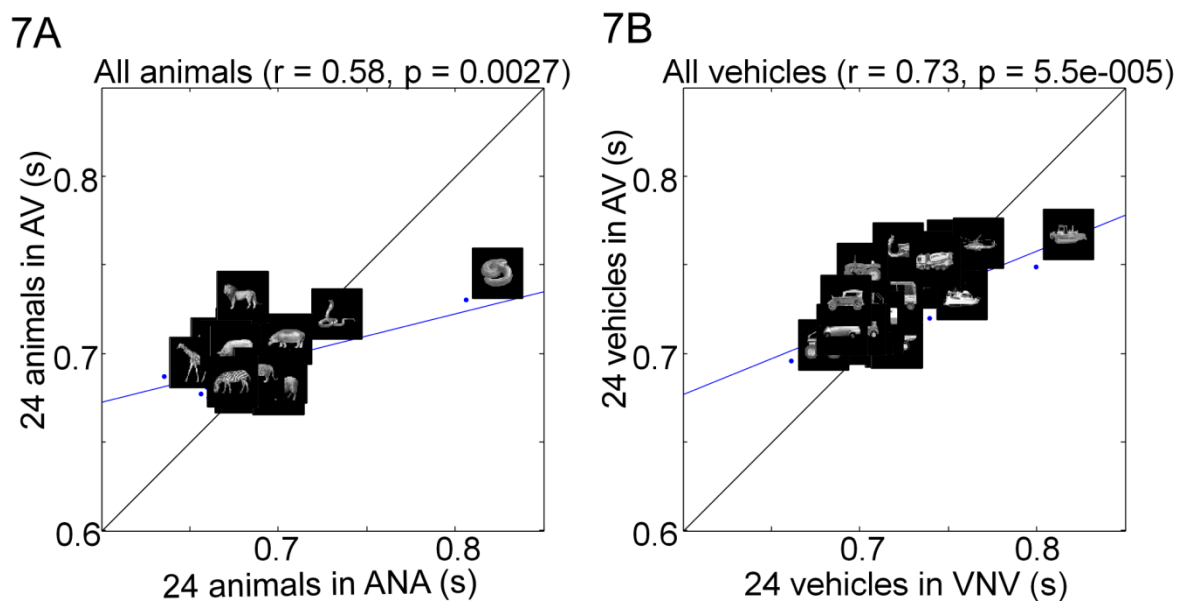 7A
All animals (r = 0.58, p = 0.0027)
24 animals in AV (s)
0.8
0.7
0.6
0.7
0.8
24 animals in ANA (s)
7B
All vehicles (r = 0.73, p = 5.5e-005)
24 vehicles in AV (s)
0.8
0.7
0.6
0.7
0.8
24 vehicles in VNV (s)